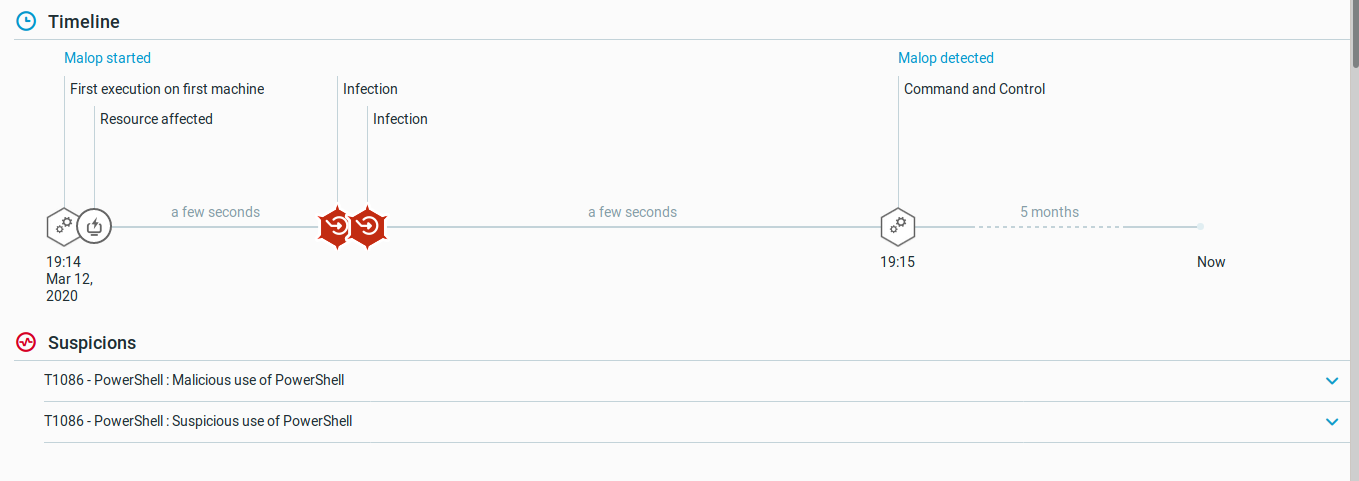 Timeline
Malop started
Malop detected
First execution on first machine
Infection
Command and Control
Resource affected
Infection
a few seconds
a few seconds
5 months
19:14
Mar 12,
2020
19:15
Now
Suspicions
T1086 - PowerShell : Malicious use of PowerShell
T1086 - PowerShell : Suspicious use of PowerShell